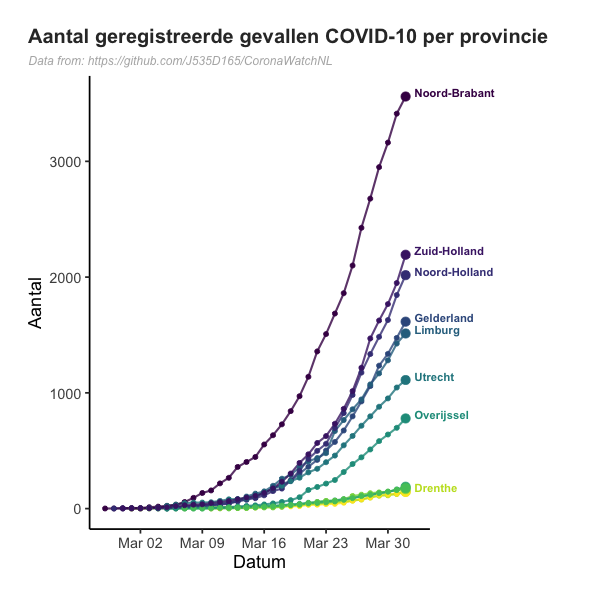 Aantal geregistreerde gevallen COVID-10 per provincie
Data from: https://github.com/J535D165/CoronaWatchNL
Noord-Brabant
3000
Zuid-Holland
Noord-Holland
2000
Gelderland
Limburg
Aantal
Utrecht
1000
Overijssel
Drenthe
0
Mar 02 Mar 09 Mar 16 Mar 23 Mar 30
Datum